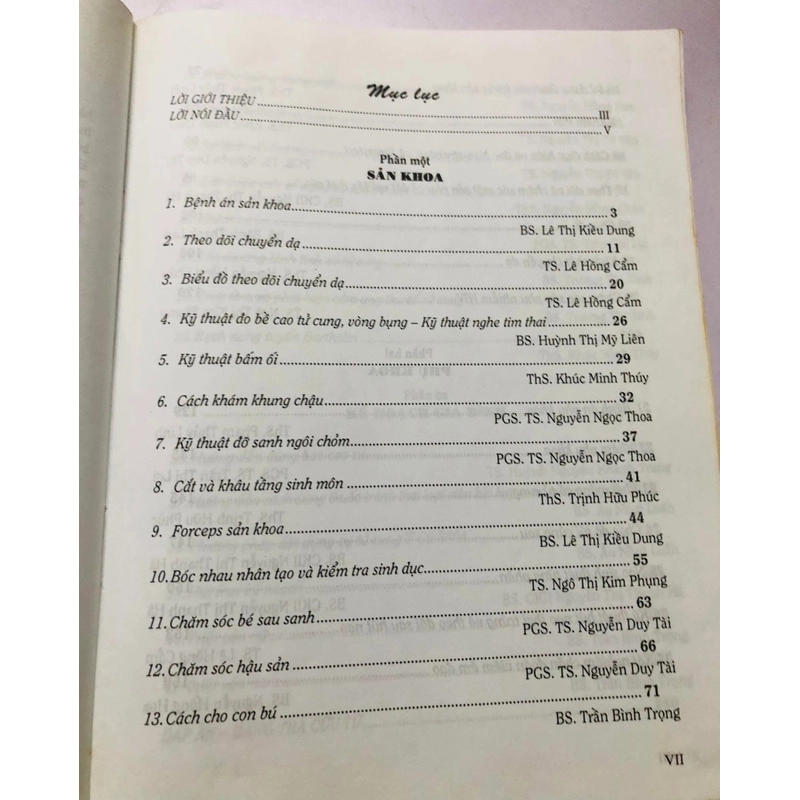 Mục lục
LỜI GIỚI THIỆU ........ III
LỜI NÓI ĐẦU ........ V
Phần một
SẢN KHOA
1. Bệnh án sản khoa ........ 3
BS. Lê Thị Kiều Dung
2. Theo dõi chuyển dạ ........ 11
TS. Lê Hồng Cẩm
3. Biểu đồ theo dõi chuyển dạ ........ 20
TS. Lê Hồng Cẩm
4. Kỹ thuật đo bề cao tử cung, vòng bụng – Kỹ thuật nghe tim thai ........ 26
BS. Huỳnh Thị Mỹ Liên
5. Kỹ thuật bấm ối ........ 29
ThS. Khúc Minh Thúy
6. Cách khám khung chậu ........ 32
PGS. TS. Nguyễn Ngọc Thoa
7. Kỹ thuật đỡ sanh ngôi chỏm ........ 37
PGS. TS. Nguyễn Ngọc Thoa
8. Cắt và khâu tầng sinh môn ........ 41
ThS. Trịnh Hữu Phúc
9. Forceps sản khoa ........ 44
BS. Lê Thị Kiều Dung
10. Bóc nhau nhân tạo và kiểm tra sinh dục ........ 55
TS. Ngô Thị Kim Phụng
11. Chăm sóc bé sau sanh ........ 63
PGS. TS. Nguyễn Duy Tài
12. Chăm sóc hậu sản ........ 66
PGS. TS. Nguyễn Duy Tài
13. Cách cho con bú ........ 71
BS. Trần Bình Trọng
VII